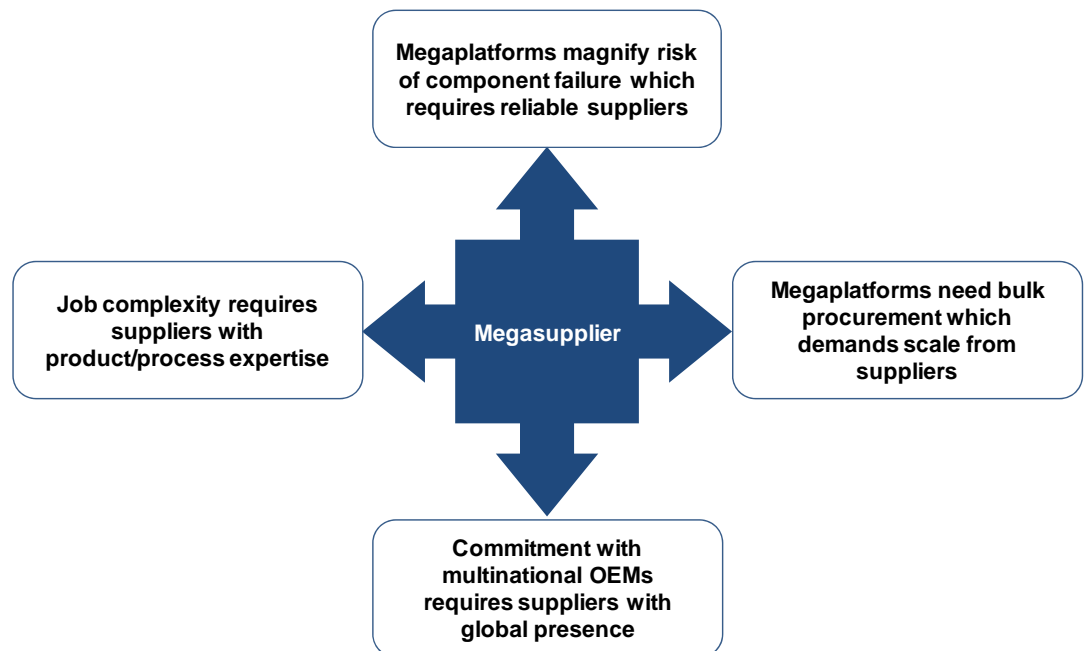 Megaplatforms magnify risk
of component failure which
requires reliable suppliers
Job complexity requires
suppliers with
product/process expertise
Megasupplier
Megaplatforms need bulk
procurement which
demands scale from
suppliers
Commitment with
multinational OEMs
requires suppliers with
global presence